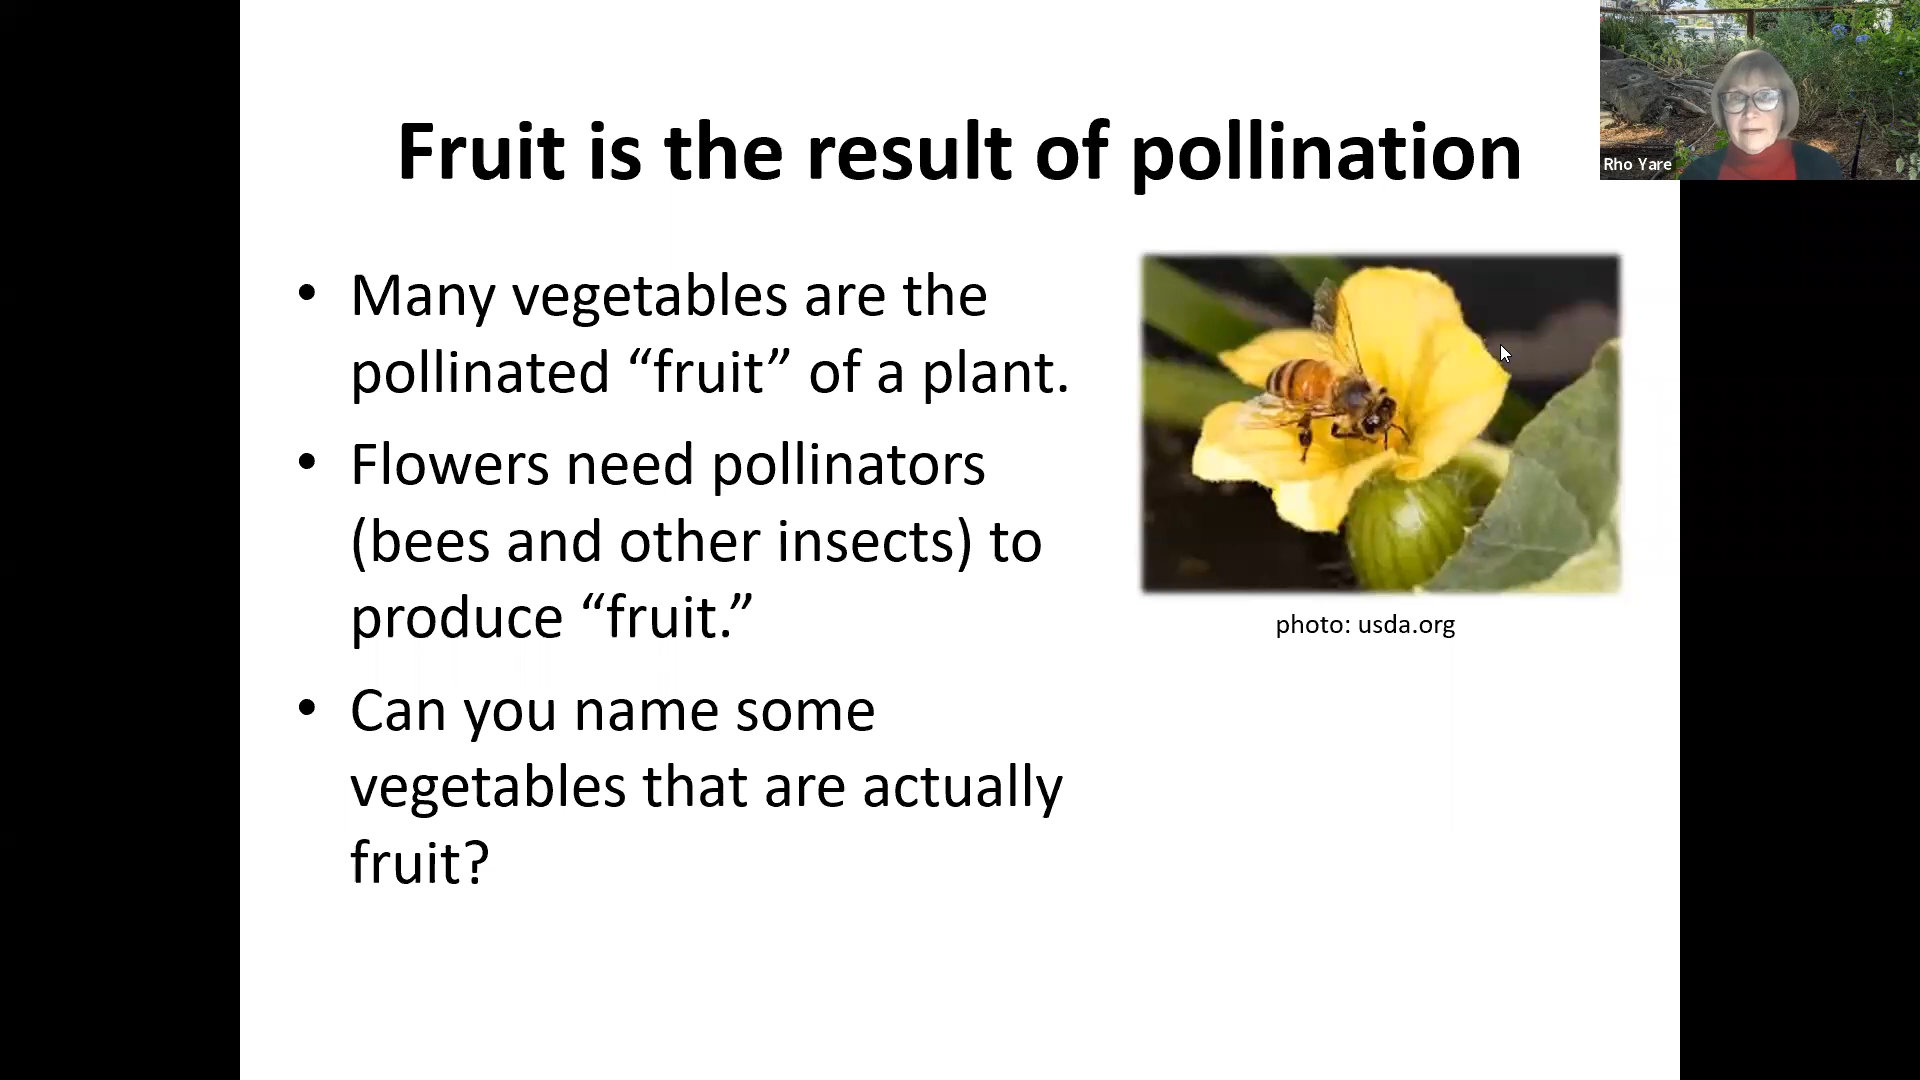 Fruit is the result of pollination
Rho Yare
• Many vegetables are the
pollinated “fruit” of a plant.
• Flowers need pollinators
(bees and other insects) to
produce “fruit.”
• Can you name some
vegetables that are actually
fruit?
photo: usda.org